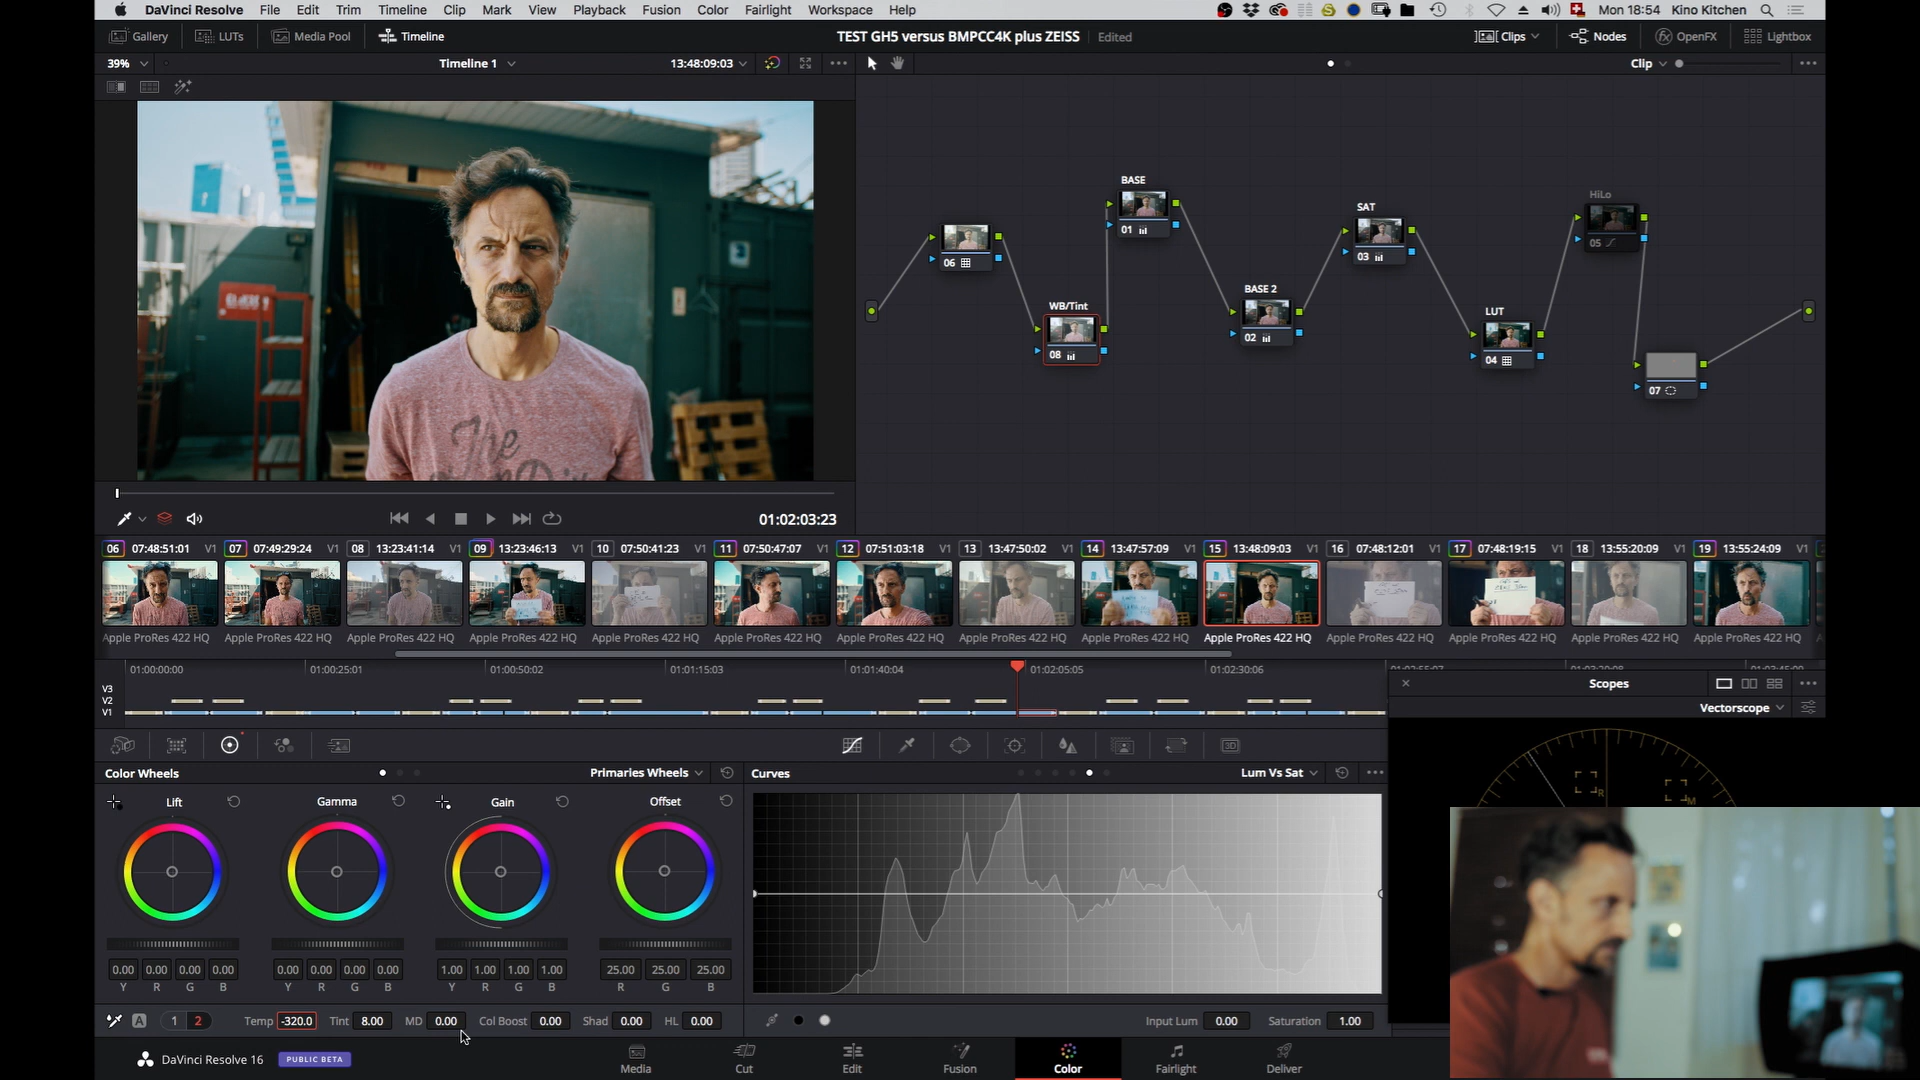 DaVinci Resolve File Edit Trim Timeline Clip Mark View Playback Fusion Color Fairlight Workspace Help
Mon 18:54 Kino Kitchen
Gallery LUTs Media Pool Timeline
TEST GH5 versus BMPCC4K plus ZEISS Edited
Clips Nodes OpenFX Lightbox
39% Timeline 1 13:48:09:03
Clip
BASE
01
06
WB/Tint
08
BASE 2
02
SAT
03
LUT
04
HiLo
05
07
The
01:02:03:23
06 07:48:51:01 V1 07 07:49:29:24 V1 08 13:23:41:14 V1 09 13:23:46:13 V1 10 07:50:41:23 V1 11 07:50:47:07 V1 12 07:51:03:18 V1 13 13:47:50:02 V1 14 13:47:57:09 V1 15 13:48:09:03 V1 16 07:48:12:01 V1 17 07:48:19:15 V1 18 13:55:20:09 V1 19 13:55:24:09 V1
Apple ProRes 422 HQ Apple ProRes 422 HQ Apple ProRes 422 HQ Apple ProRes 422 HQ Apple ProRes 422 HQ Apple ProRes 422 HQ Apple ProRes 422 HQ Apple ProRes 422 HQ Apple ProRes 422 HQ Apple ProRes 422 HQ Apple ProRes 422 HQ Apple ProRes 422 HQ Apple ProRes 422 HQ Apple ProRes 422 HQ
01:00:00:00 01:00:25:01 01:00:50:02 01:01:15:03 01:01:40:04 01:02:05:05 01:02:30:06
V3
V2
V1
Scopes
Vectorscope
R
M
Color Wheels Primaries Wheels
Lift Gamma Gain Offset
0.00 0.00 0.00 0.00 0.00 0.00 0.00 0.00 1.00 1.00 1.00 1.00 25.00 25.00 25.00
Y R G B Y R G B Y R G B R G B
A 1 2 Temp -320.0 Tint 8.00 MD 0.00 Col Boost 0.00 Shad 0.00 HL 0.00
Curves Lum Vs Sat
Input Lum 0.00 Saturation 1.00
DaVinci Resolve 16 PUBLIC BETA
Media Cut Edit Fusion Color Fairlight Deliver